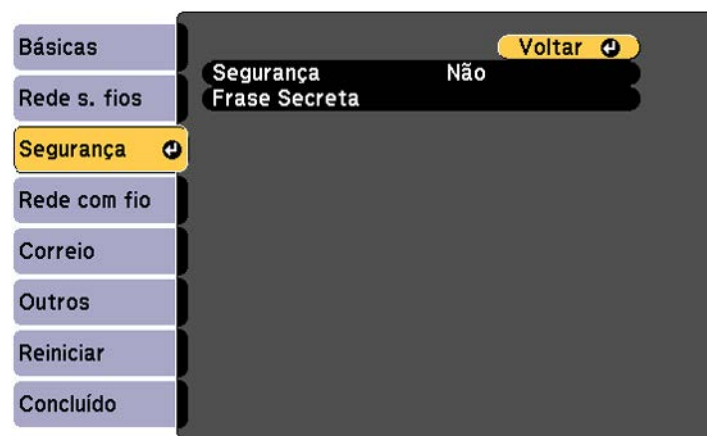 Básicas
Rede s. fios
Segurança
Rede com fio
Correio
Outros
Reiniciar
Concluído
Voltar
Segurança Não
Frase Secreta